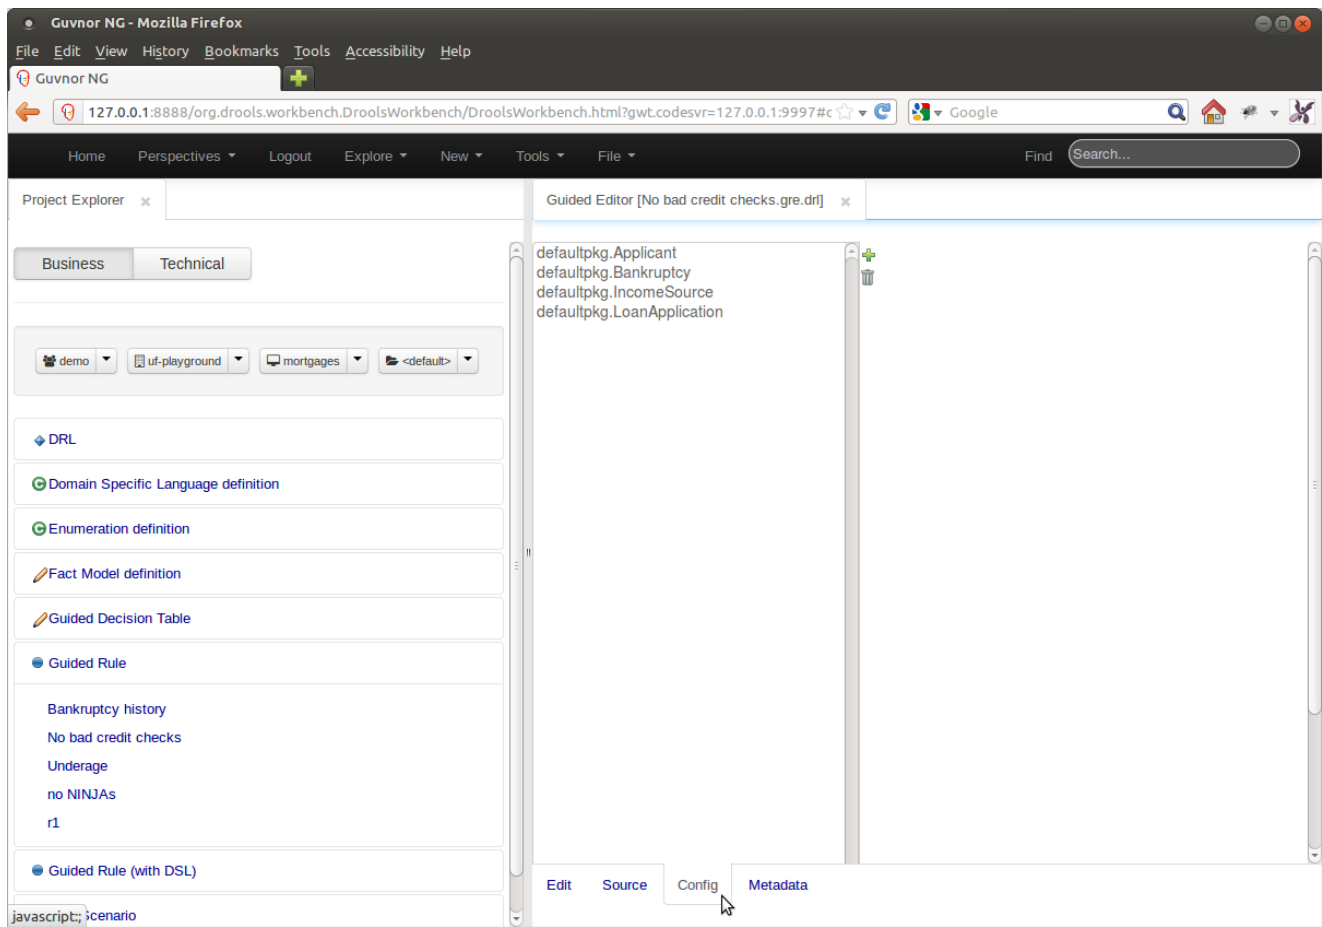 Guvnor NG - Mozilla Firefox
File Edit View History Bookmarks Tools Accessibility Help
Guvnor NG
127.0.0.1:8888/org.drools.workbench.DroolsWorkbench/DroolsWorkbench.html?gwt.codesvr=127.0.0.1:9997#c
Google
Home Perspectives Logout Explore New Tools File Find Search...
Project Explorer
Guided Editor [No bad credit checks.gre.drl]
Business Technical
defaultpkg.Applicant
defaultpkg.Bankruptcy
defaultpkg.IncomeSource
defaultpkg.LoanApplication
demo uf-playground mortgages <default>
DRL
Domain Specific Language definition
Enumeration definition
Fact Model definition
Guided Decision Table
Guided Rule
Bankruptcy history
No bad credit checks
Underage
no NINJAs
r1
Guided Rule (with DSL)
Edit Source Config Metadata
javascript:; Scenario